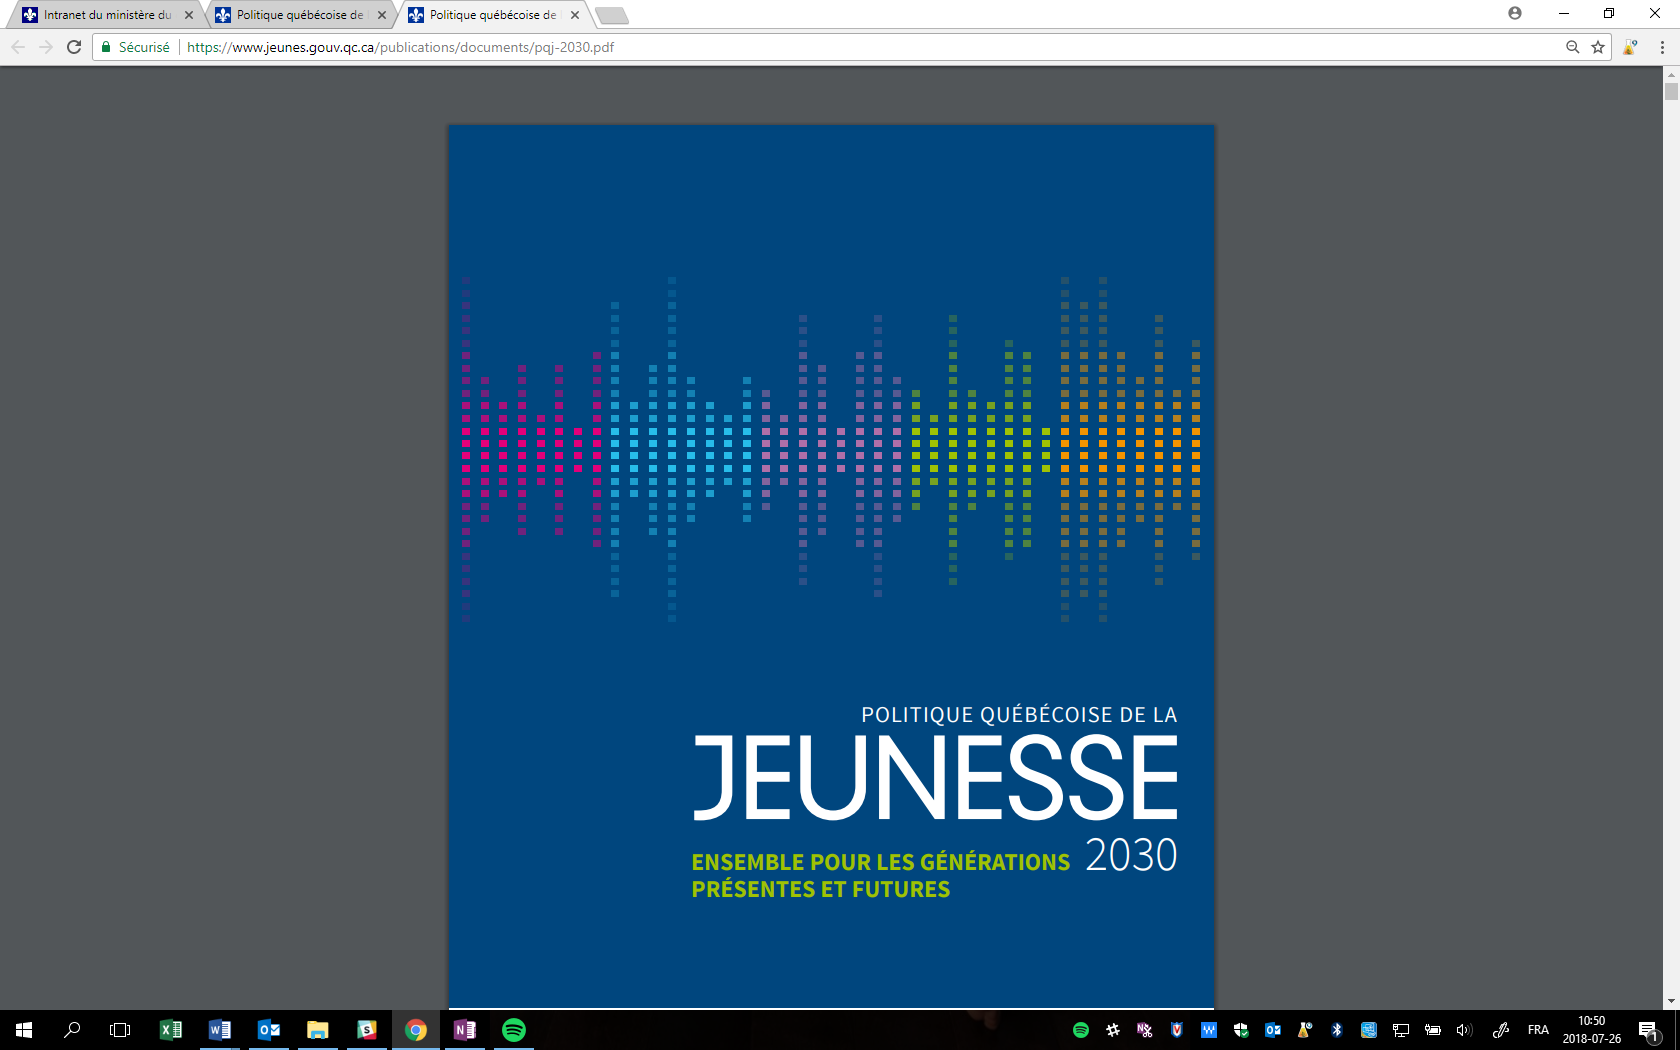 Intranet du ministère du
Politique québécoise de
Politique québécoise de
Sécurisé
https://www.jeunes.gouv.qc.ca/publications/documents/pqj-2030.pdf
POLITIQUE QUÉBÉCOISE DE LA
JEUNESSE
2030
ENSEMBLE POUR LES GÉNÉRATIONS
PRÉSENTES ET FUTURES
FRA
10:50
2018-07-26
1